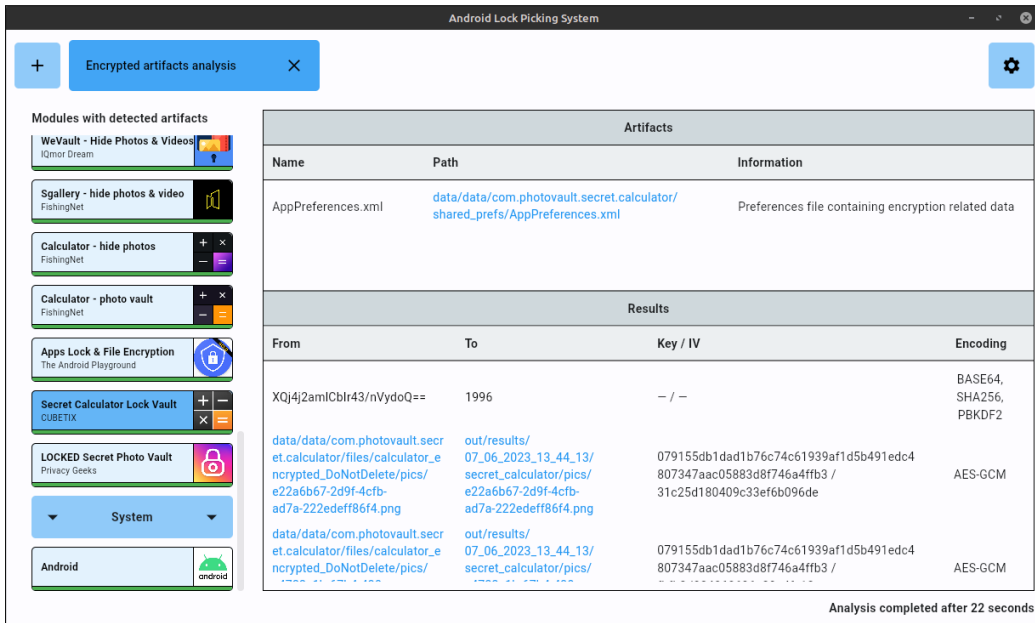 Android Lock Picking System
+
Encrypted artifacts analysis
Modules with detected artifacts
WeVault - Hide Photos & Videos
IQmor Dream
Sgallery - hide photos & video
FishingNet
Calculator - hide photos
FishingNet
Calculator - photo vault
FishingNet
Apps Lock & File Encryption
The Android Playground
Secret Calculator Lock Vault
CUBETIX
LOCKED Secret Photo Vault
Privacy Geeks
System
Android
android
Artifacts
Name Path Information
AppPreferences.xml
data/data/com.photovault.secret.calculator/
shared_prefs/AppPreferences.xml
Preferences file containing encryption related data
Results
From To Key / IV Encoding
XQj4j2amICbIr43/nVydoQ==
1996
— / —
BASE64,
SHA256,
PBKDF2
data/data/com.photovault.secr
et.calculator/files/calculator_e
ncrypted_DoNotDelete/pics/
e22a6b67-2d9f-4cfb-
ad7a-222edeff86f4.png
out/results/
07_06_2023_13_44_13/
secret_calculator/pics/
e22a6b67-2d9f-4cfb-
ad7a-222edeff86f4.png
079155db1dad1b76c74c61939af1d5b491edc4
807347aac05883d8f746a4ffb3 /
31c25d180409c33ef6b096de
AES-GCM
data/data/com.photovault.secr
et.calculator/files/calculator_e
ncrypted_DoNotDelete/pics/
out/results/
07_06_2023_13_44_13/
secret_calculator/pics/
079155db1dad1b76c74c61939af1d5b491edc4
807347aac05883d8f746a4ffb3 /
AES-GCM
Analysis completed after 22 seconds